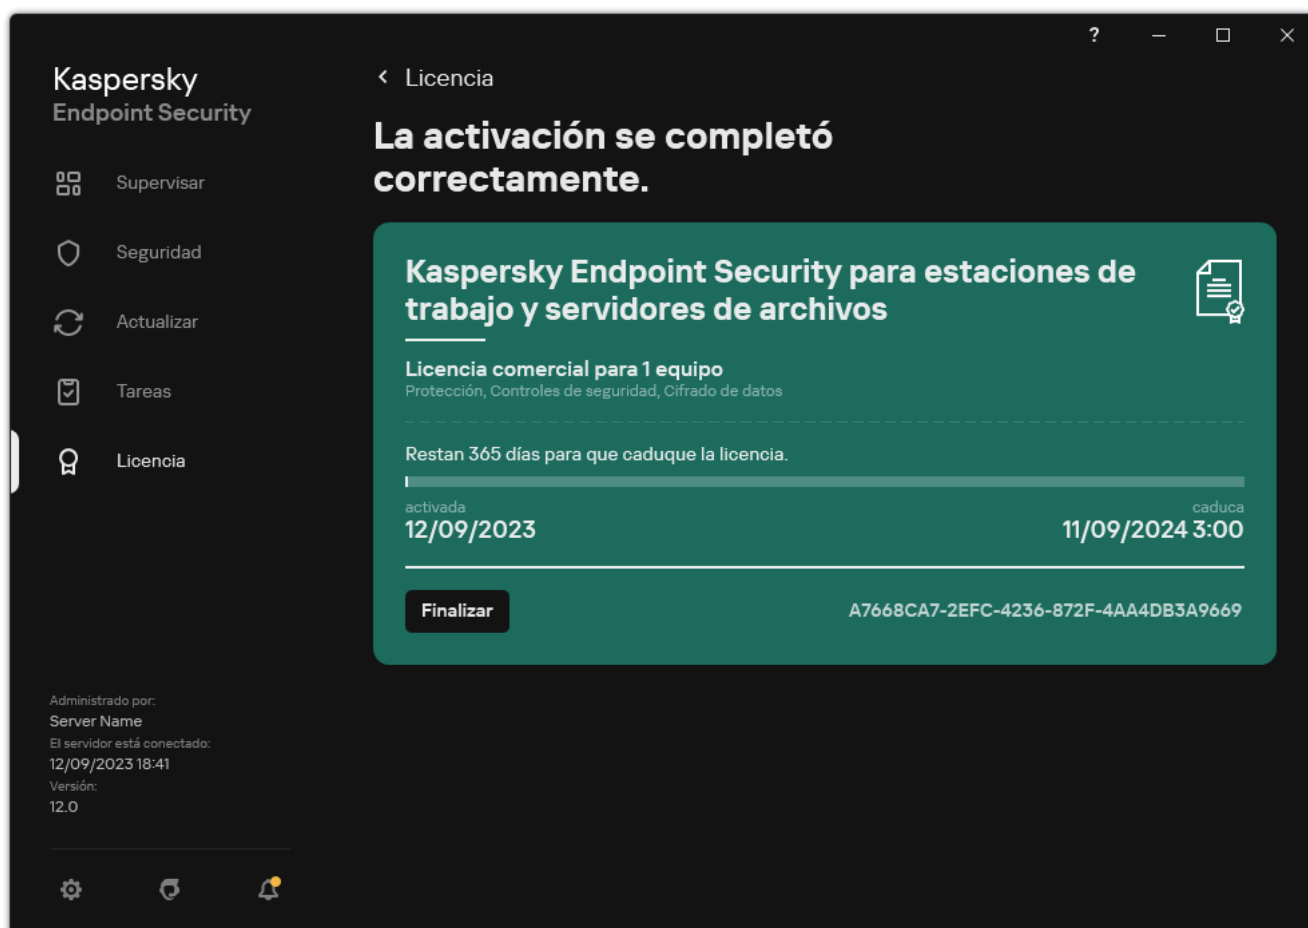 ?
Kaspersky
Endpoint Security
Supervisar
Seguridad
Actualizar
Tareas
Licencia
Administrado por:
Server Name
El servidor está conectado:
12/09/2023 18:41
Versión:
12.0
Licencia
La activación se completó
correctamente.
Kaspersky Endpoint Security para estaciones de
trabajo y servidores de archivos
Licencia comercial para 1 equipo
Protección, Controles de seguridad, Cifrado de datos
Restan 365 días para que caduque la licencia.
activada
12/09/2023
caduca
11/09/2024 3:00
Finalizar
A7668CA7-2EFC-4236-872F-4AA4DB3A9669